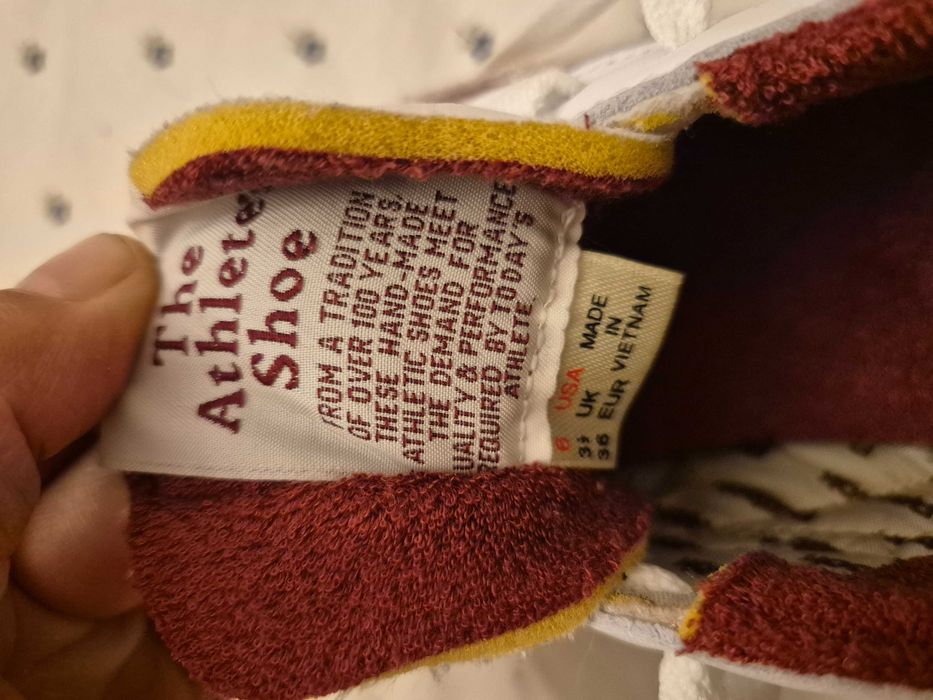 The
Athlete
Shoe
FROM A TRADITION
OF OVER 100 YEARS,
THESE HAND-MADE
ATHLETIC SHOES MEET
THE DEMAND FOR
QUALITY & PERFORMANCE
REQUIRED BY TODAY'S
ATHLETE
6 USA
3½ UK
36 EUR
MADE
IN
VIETNAM